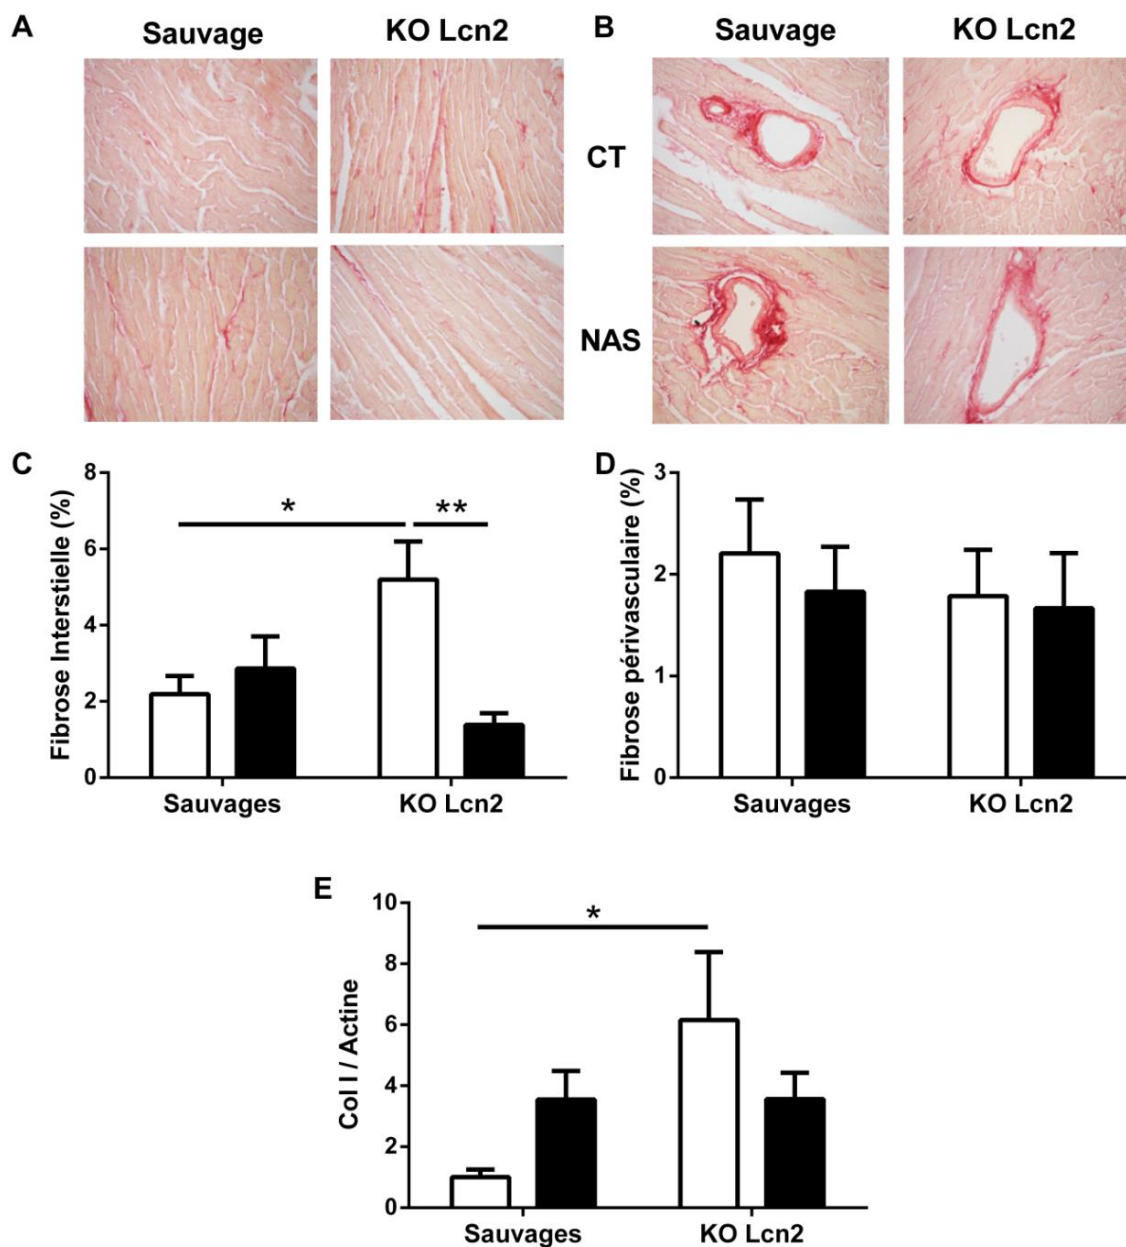 A
Sauvage KO Lcn2
B
Sauvage KO Lcn2
CT
NAS
C
Fibrose Interstielle (%)
8
6
4
2
0
* **
Sauvages KO Lcn2
D
Fibrose périvasculaire (%)
3
2
1
0
Sauvages KO Lcn2
E
Col I / Actine
10
8
6
4
2
0
*
Sauvages KO Lcn2